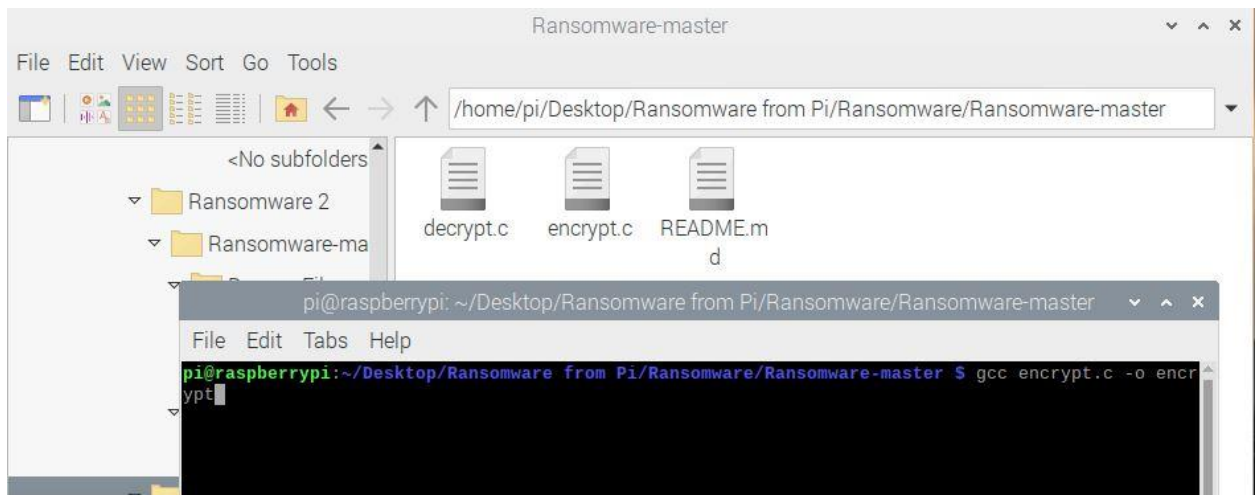 Ransomware-master
File Edit View Sort Go Tools
/home/pi/Desktop/Ransomware from Pi/Ransomware/Ransomware-master
<No subfolders
Ransomware 2
Ransomware-ma
decrypt.c encrypt.c README.m
d
pi@raspberrypi: ~/Desktop/Ransomware from Pi/Ransomware/Ransomware-master
File Edit Tabs Help
pi@raspberrypi:~/Desktop/Ransomware from Pi/Ransomware/Ransomware-master $ gcc encrypt.c -o encr
ypt